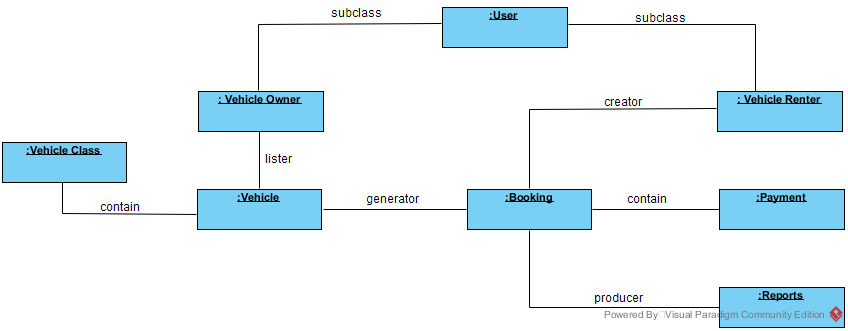 subclass
:User
subclass
: Vehicle Owner
creator
: Vehicle Renter
:Vehicle Class
lister
contain
:Vehicle
generator
:Booking
contain
:Payment
producer
:Reports
Powered By Visual Paradigm Community Edition